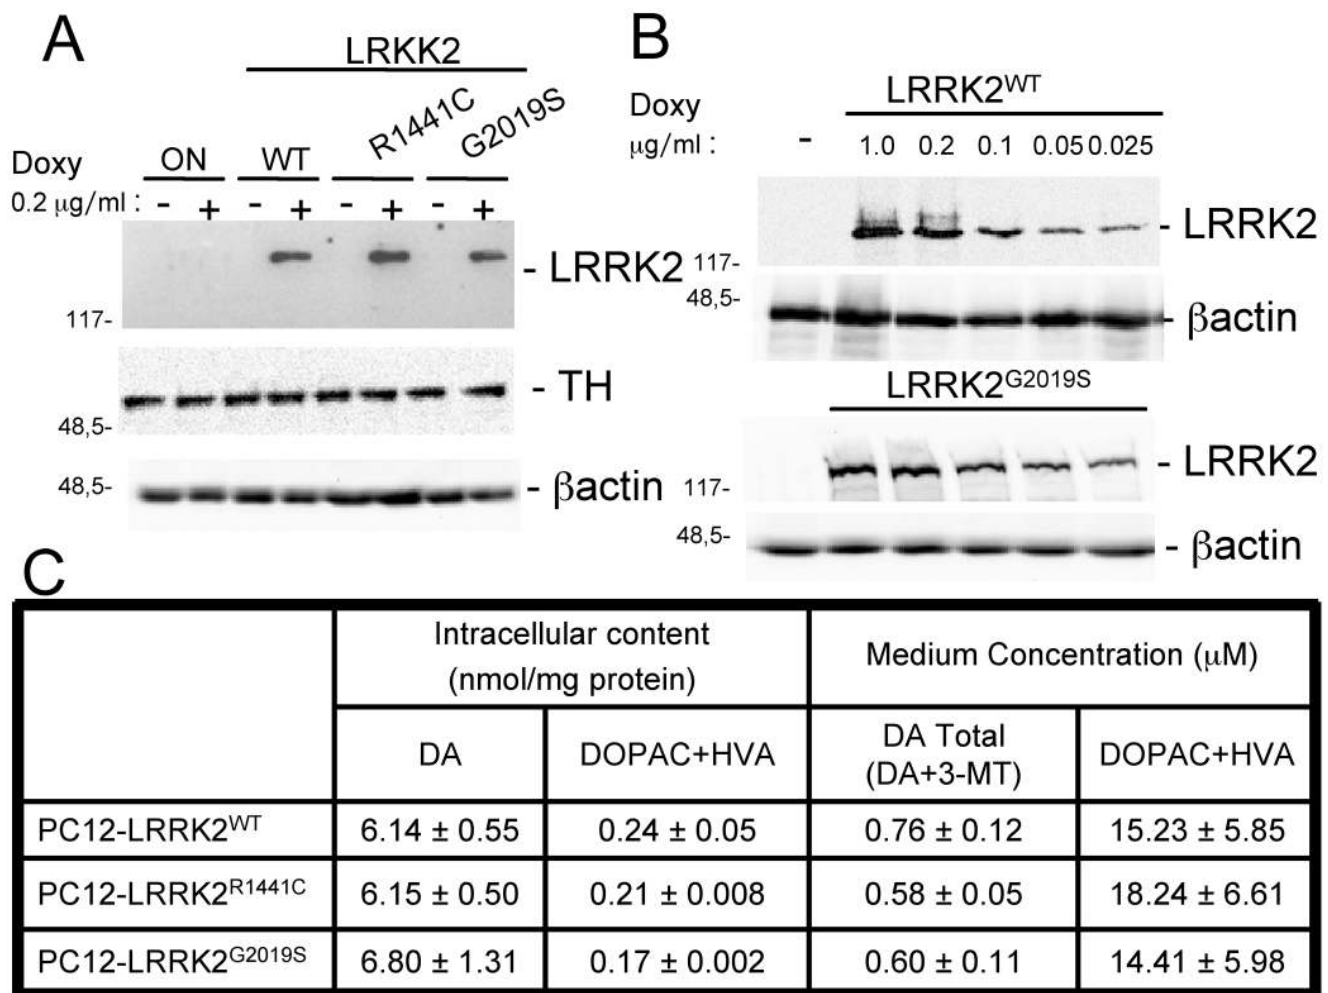 A
LRKK2
R1441C
G2019S
Doxy
ON
WT
0.2 μg/ml :
- + - + - + - +
- LRRK2
117-
- TH
48,5-
48,5-
- βactin
B
LRRK2WT
Doxy
μg/ml :
- 1.0 0.2 0.1 0.05 0.025
- LRRK2
117-
48,5-
- βactin
LRRK2G2019S
- LRRK2
117-
48,5-
- βactin
C
Intracellular content
(nmol/mg protein)
Medium Concentration (μM)
DA
DOPAC+HVA
DA Total
(DA+3-MT)
DOPAC+HVA
PC12-LRRK2WT 6.14 ± 0.55 0.24 ± 0.05 0.76 ± 0.12 15.23 ± 5.85
PC12-LRRK2R1441C 6.15 ± 0.50 0.21 ± 0.008 0.58 ± 0.05 18.24 ± 6.61
PC12-LRRK2G2019S 6.80 ± 1.31 0.17 ± 0.002 0.60 ± 0.11 14.41 ± 5.98